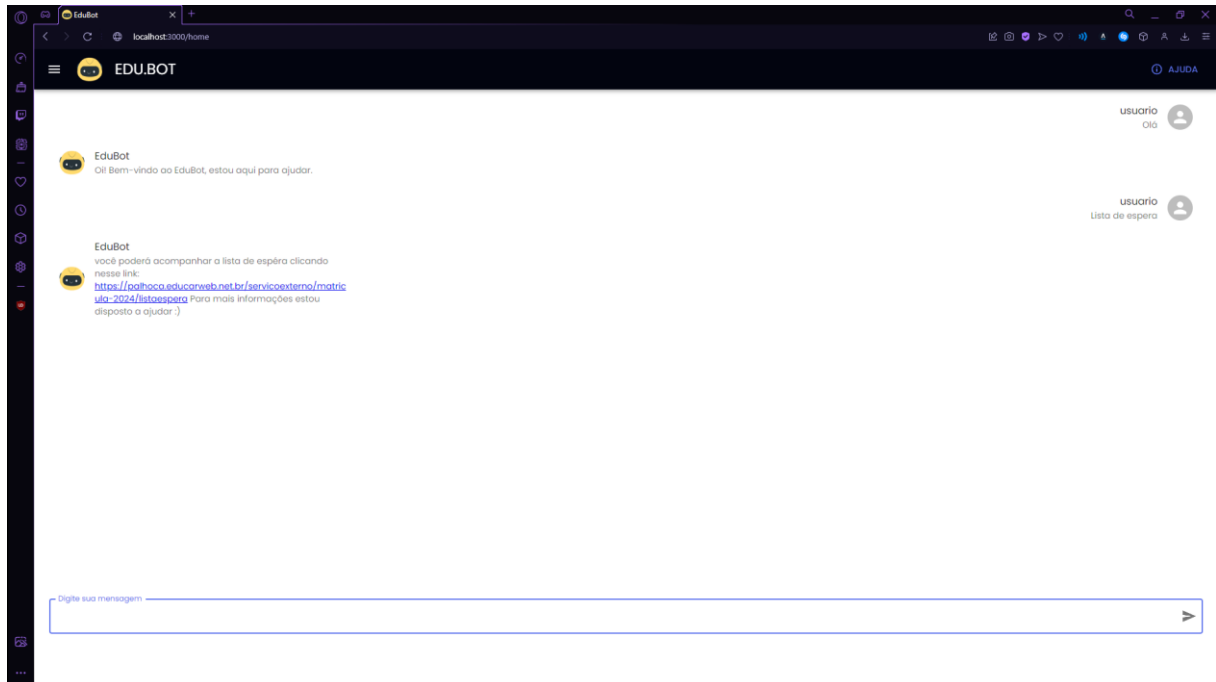 EduBot
localhost:3000/home
EDU.BOT
AJUDA
usuario
Olá
EduBot
Oi! Bem-vindo ao EduBot, estou aqui para ajudar.
usuario
Lista de espera
EduBot
você poderá acompanhar a lista de espéra clicando
nesse link:
https://palhoca.educarweb.net.br/servicoexterno/matric
ula-2024/listaespera Para mais informações estou
disposto a ajudar :)
Digite sua mensagem